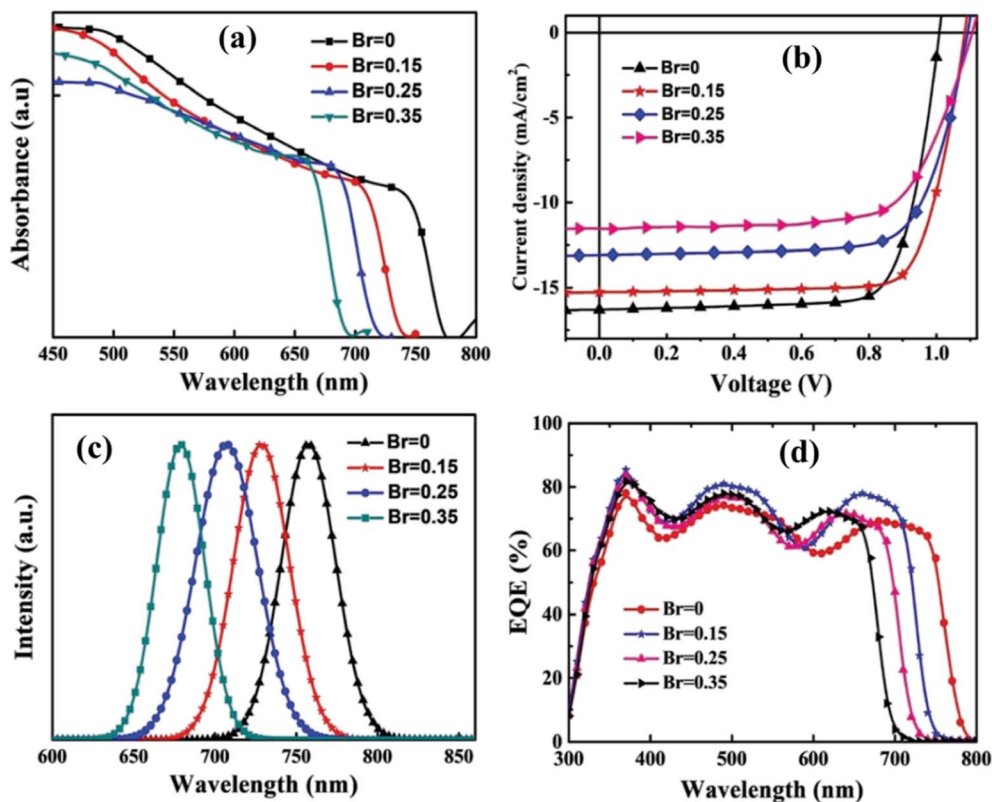 (a)
Br=0
Br=0.15
Br=0.25
Br=0.35
Absorbance (a.u)
450 500 550 600 650 700 750 800
Wavelength (nm)
(b)
Br=0
Br=0.15
Br=0.25
Br=0.35
Current density (mA/cm²)
0
-5
-10
-15
0.0 0.2 0.4 0.6 0.8 1.0
Voltage (V)
(c)
Br=0
Br=0.15
Br=0.25
Br=0.35
Intensity (a.u.)
600 650 700 750 800 850
Wavelength (nm)
(d)
Br=0
Br=0.15
Br=0.25
Br=0.35
EQE (%)
100
80
60
40
20
0
300 400 500 600 700 800
Wavelength (nm)